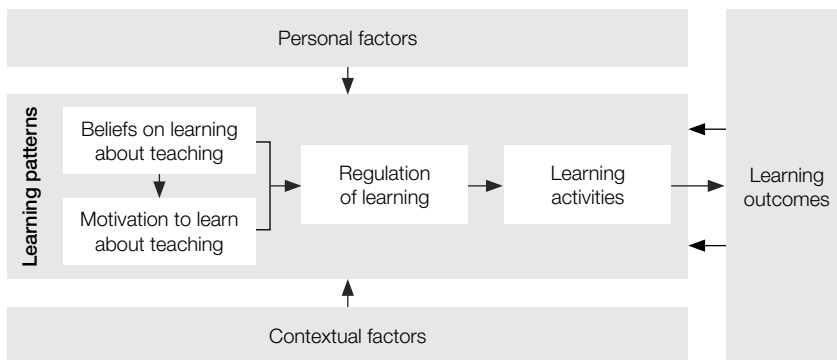 Personal factors
Learning patterns
Beliefs on learning
about teaching
Motivation to learn
about teaching
Regulation
of learning
Learning
activities
Learning
outcomes
Contextual factors